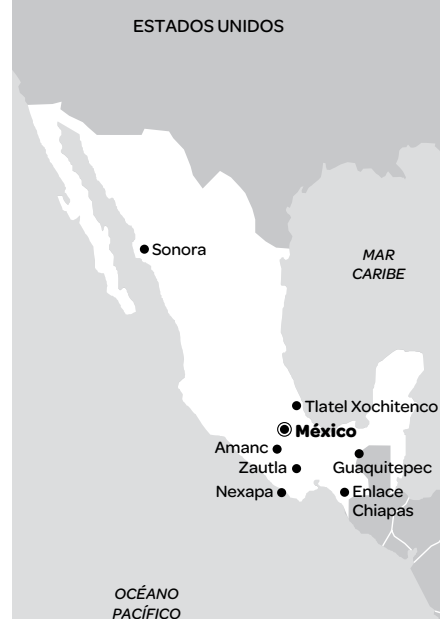 ESTADOS UNIDOS
Sonora
MAR
CARIBE
Tlatel Xochitenco
México
Amanc
Zautla
Guaquitepec
Nexapa
Enlace
Chiapas
OCÉANO
PACÍFICO